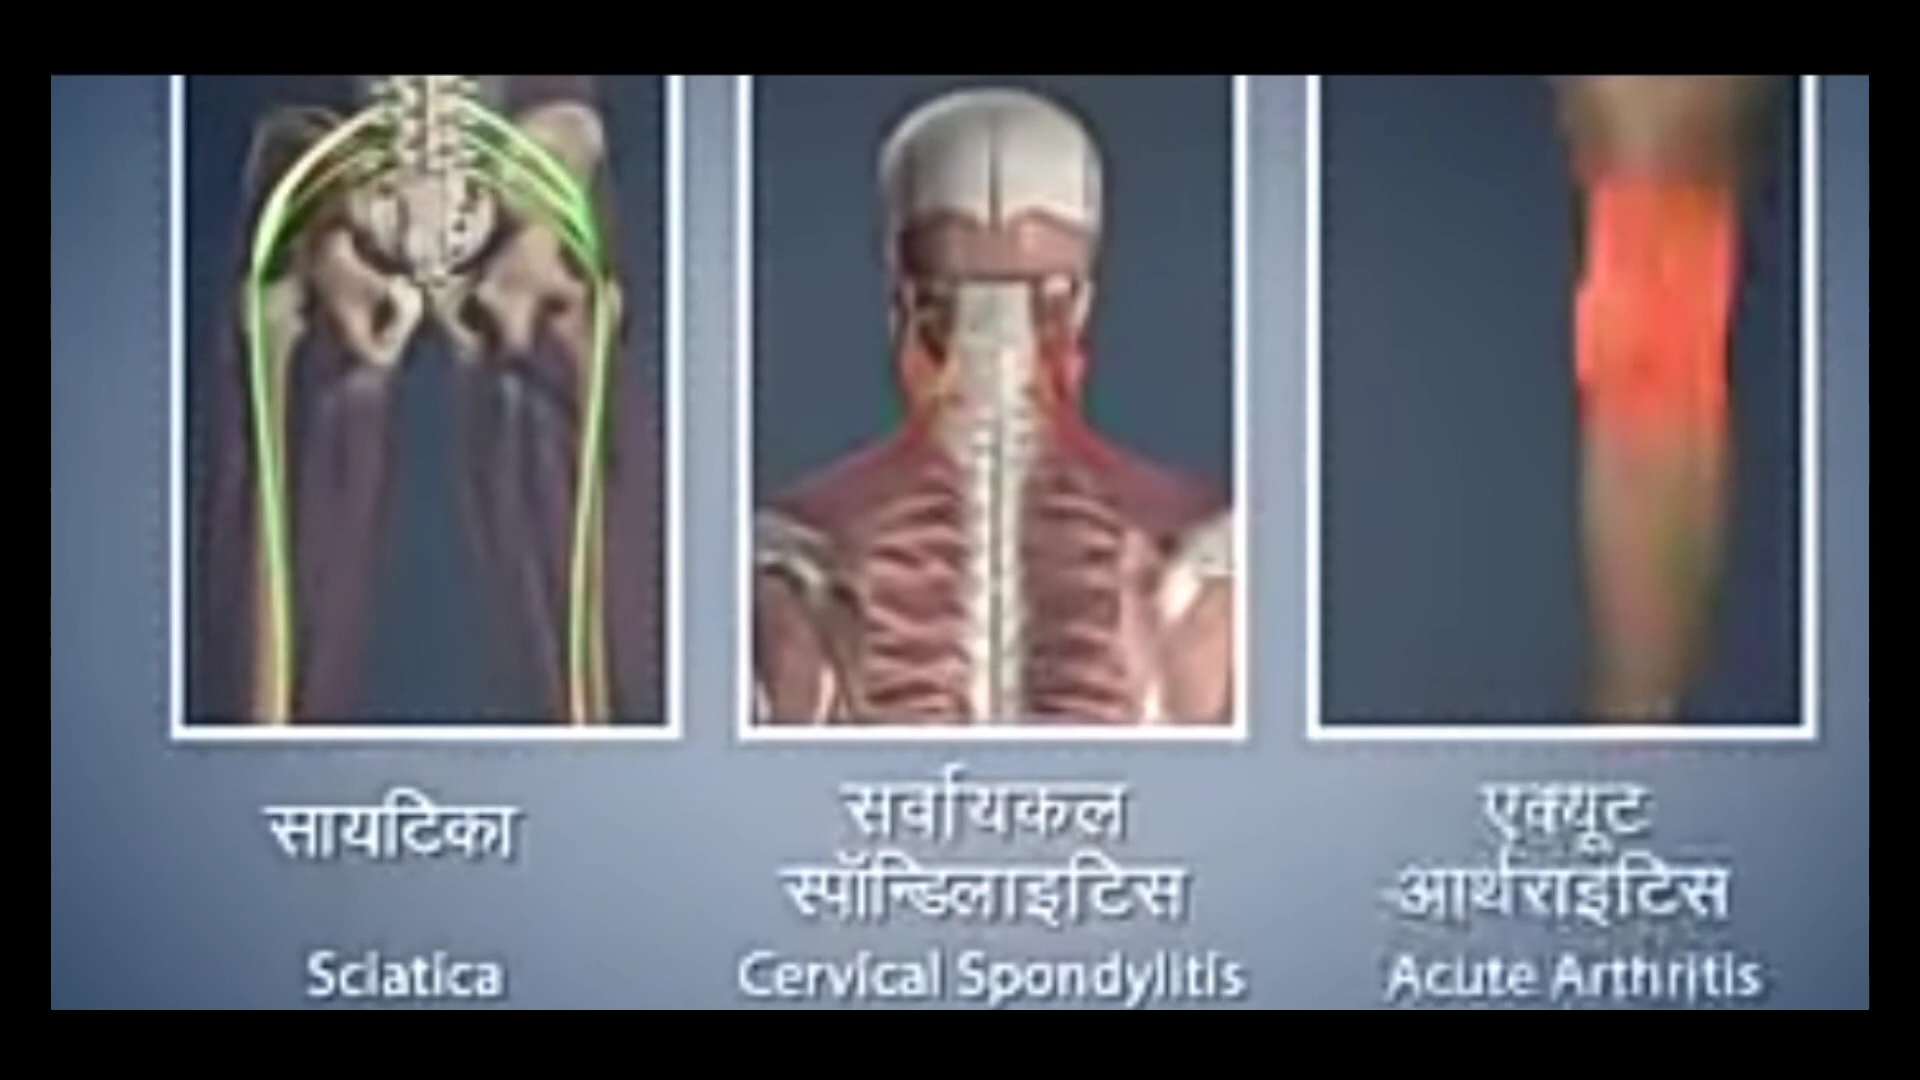 सायटिका
सर्वायकल
स्पॉन्डिलाइटिस
एक्यूट
आर्थराइटिस
Sciatica
Cervical Spondylitis
Acute Arthritis